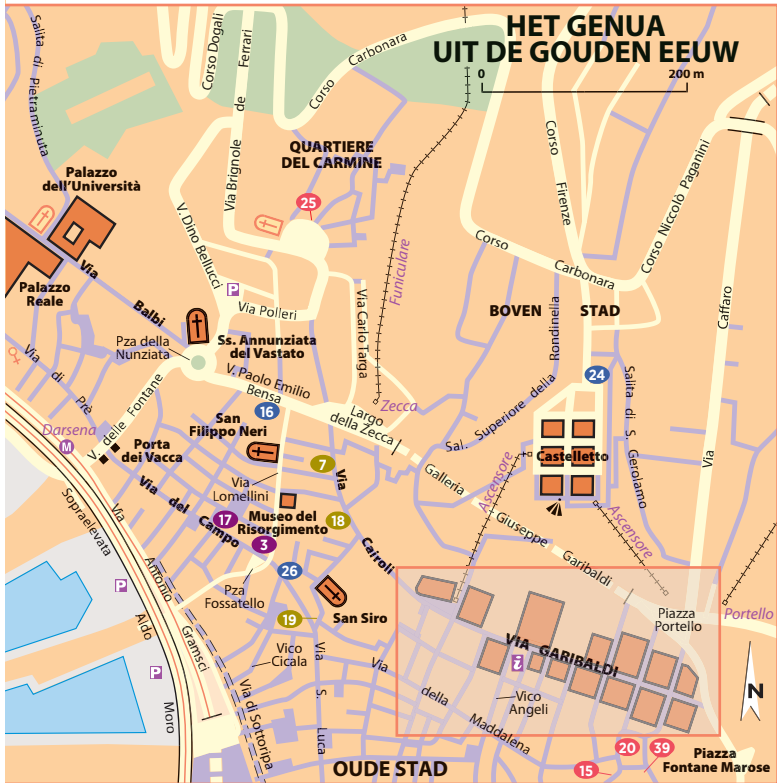 HET GENUA
UIT DE GOUDEN EEUW
0 200 m
Salita di Pietraminuta
Corso Dogali
Via Brignole de Ferrari
Corso Carbonara
QUARTIERE
DEL CARMINE
25
Palazzo
dell'Università
Palazzo
Reale
Via Balbi
V. Dino Bellucci
P
Via Polleri
Pza della
Nunziata
Ss. Annunziata
del Vastato
Via Carlo Targa
Funiculare
Corso Firenze
Corso Carbonara
Corso Niccolò Paganini
BOVEN STAD
Rondinella
Sal. Superiore della
Via Caffaro
24
Salita di S. Gerolamo
Via di Prè
V. delle Fontane
V. Paolo Emilio
Bensa
16
Largo
della Zecca
Zecca
Darsena
M
Porta
dei Vacca
San
Filippo Neri
7
Via Cairoli
Via
Lomellini
Castelletto
Ascensore
Ascensore
Galleria Giuseppe Garibaldi
Via del Campo
17
Museo del
Risorgimento
18
3
Sopraelevata
Aldo Moro
Via Antonio Gramsci
26
Pza
Fossatello
San Siro
19
Vico
Cicala
Via S. Luca
Via di Sottoripa
P
P
Via della Maddalena
VIA GARIBALDI
i
Vico
Angeli
Piazza
Portello
Portello
N
20
39
15
Piazza
Fontane Marose
OUDE STAD